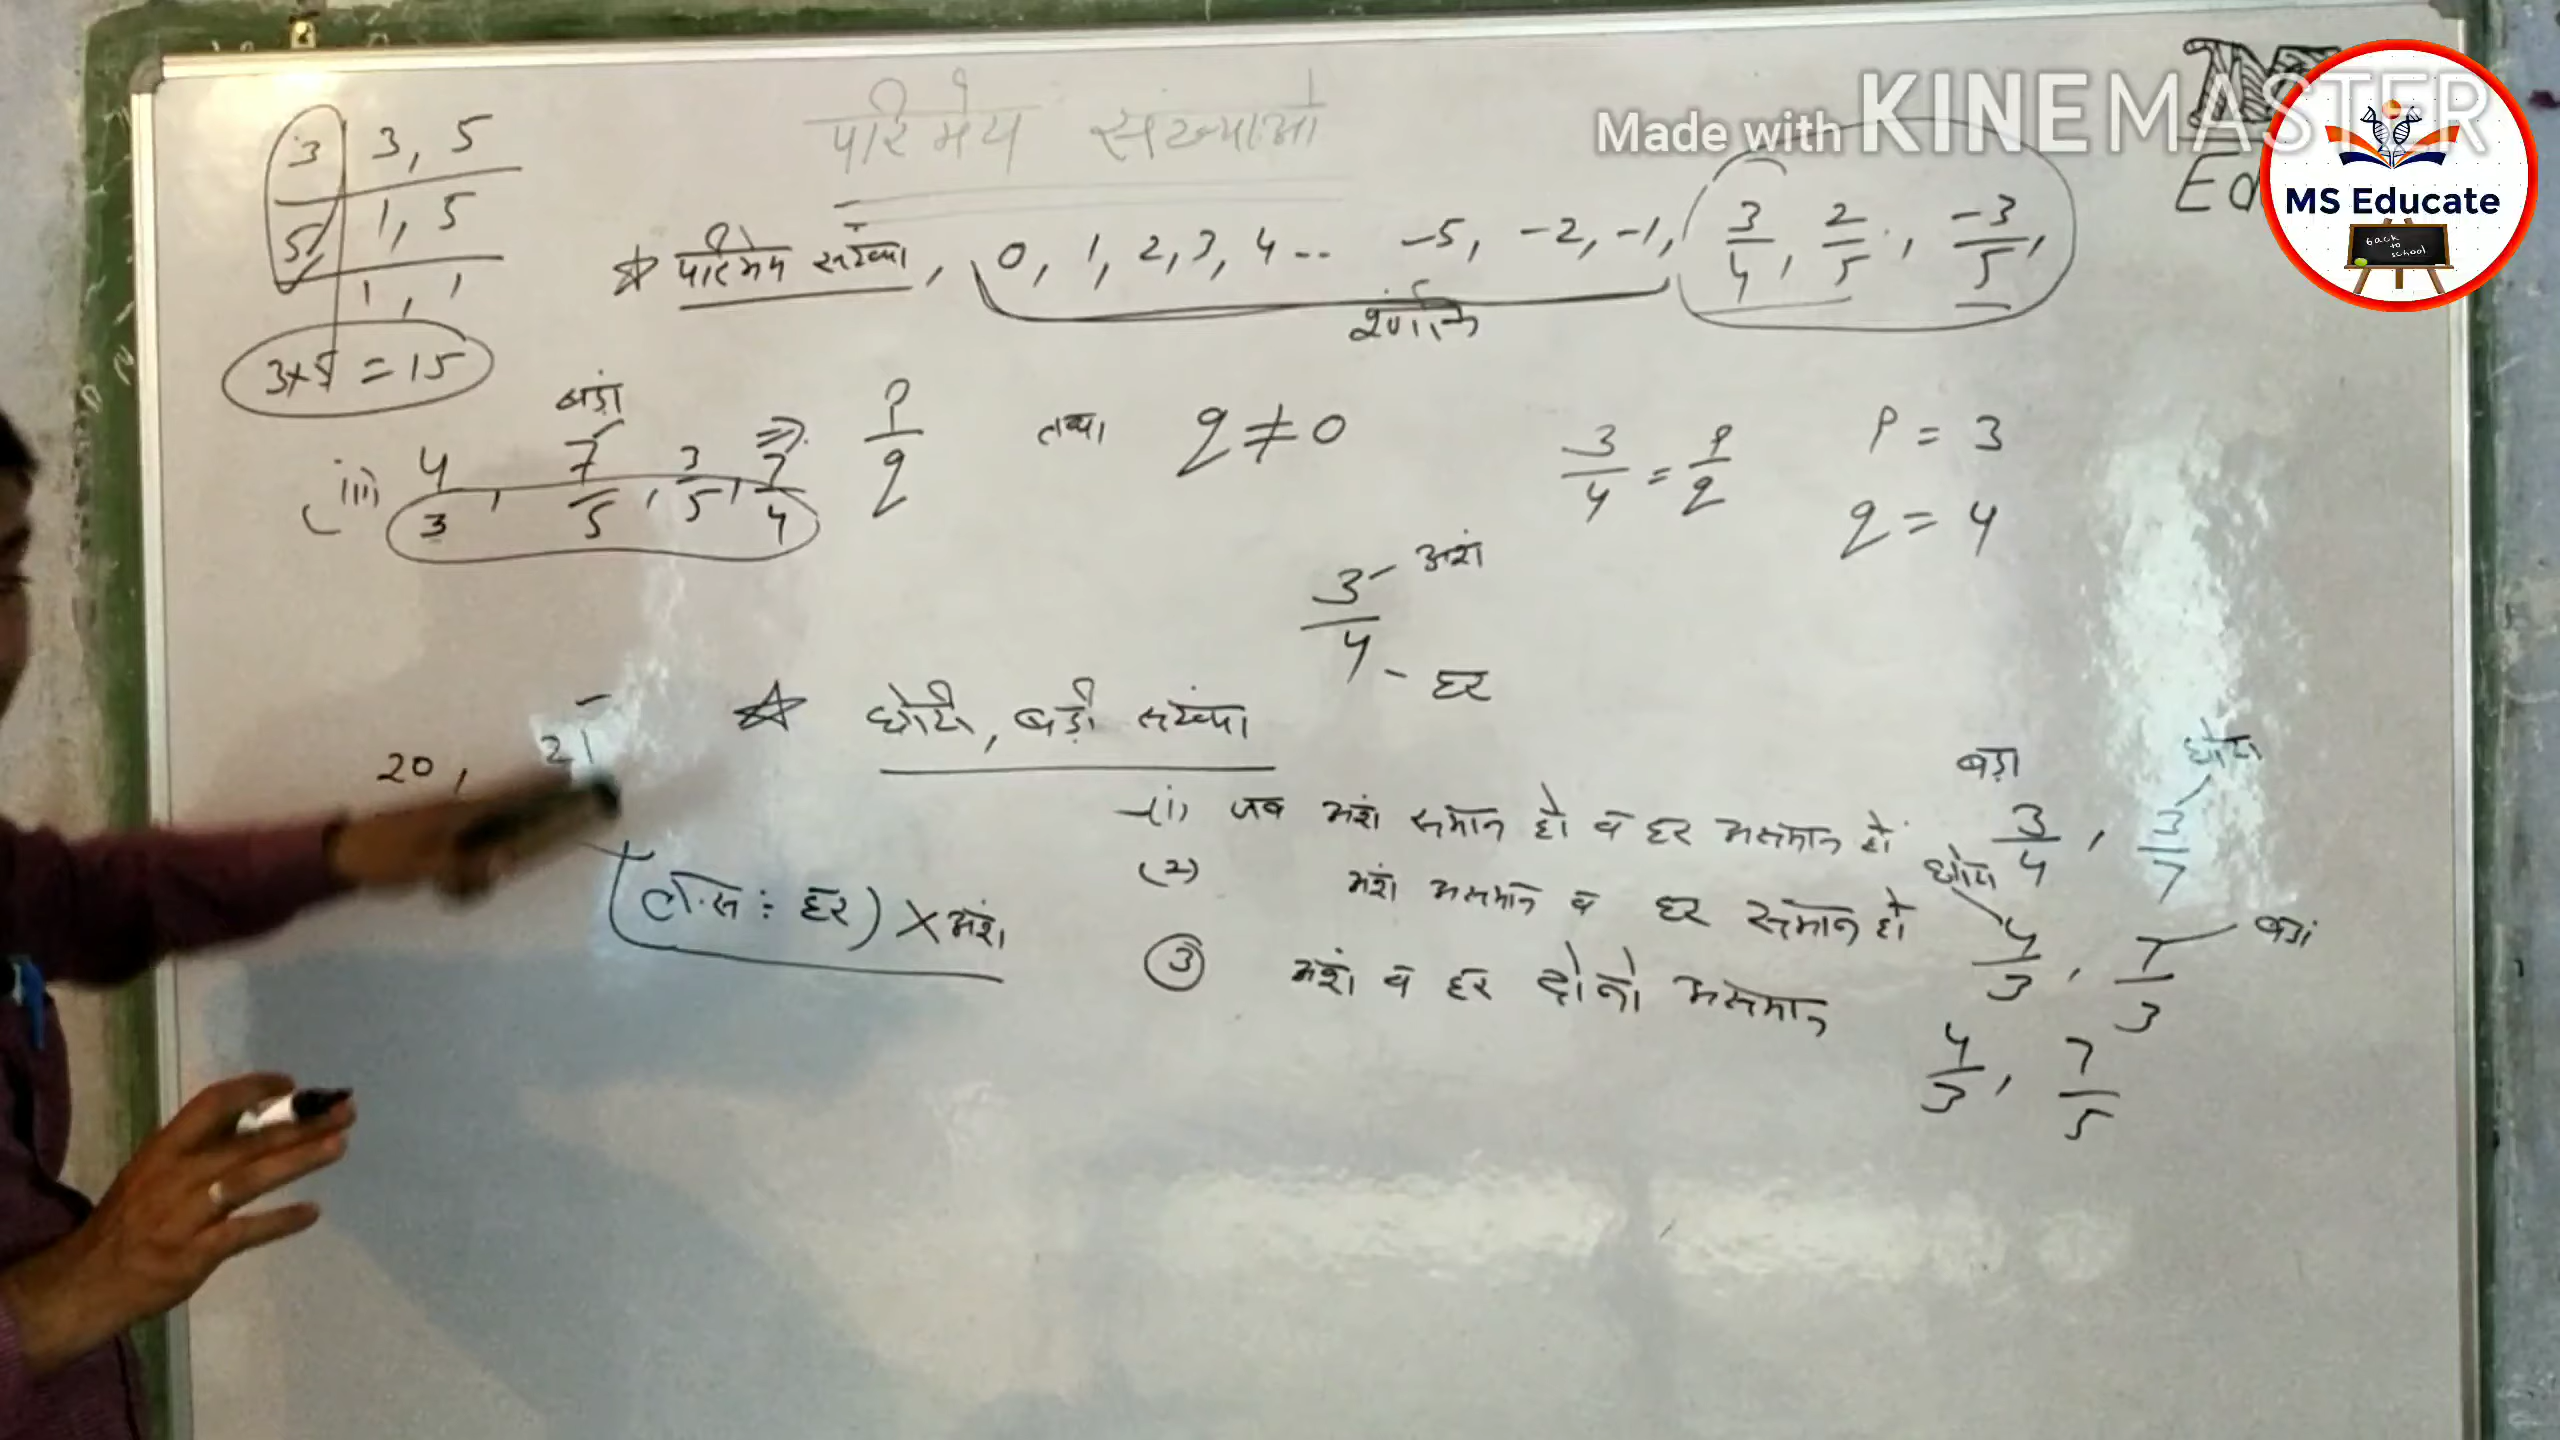 परिमेय संख्याओ
Made with KINEMASTER
MS Educate
back to school
Ed
3 | 3, 5
5 | 1, 5
1, 1
3×5 = 15
☆ परिमेय संख्या, 0, 1, 2, 3, 4 -- -5, -2, -1, 3/4, 2/5, -3/5,
पूर्णांक
बड़ा
(iii) 4/3, 7/5, 3/5, 7/4 ⇒ p/q तथा q ≠ 0
3/4 = p/q
p = 3
q = 4
3/4
अंश
हर
☆ छोटी, बड़ी संख्या
20, 21
(ल.स ÷ हर) × अंश
(i) जब अंश समान हो व हर असमान हो 3/4, 3/7
बड़ा छोटा
(2) अंश असमान व हर समान हो 4/3, 7/3
छोटा बड़ा
③ अंश व हर दोनो असमान
4/3, 7/5